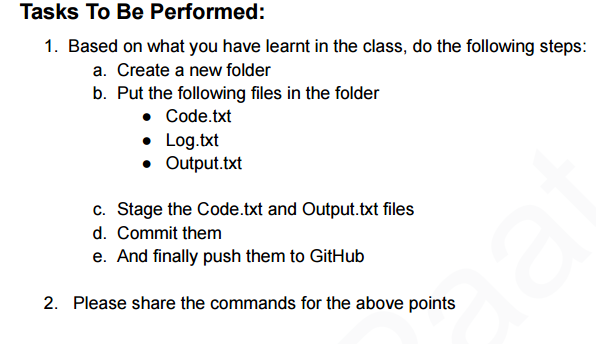 Tasks To Be Performed:
1. Based on what you have learnt in the class, do the following steps:
a. Create a new folder
b. Put the following files in the folder
● Code.txt
● Log.txt
● Output.txt
c. Stage the Code.txt and Output.txt files
d. Commit them
e. And finally push them to GitHub
2. Please share the commands for the above points